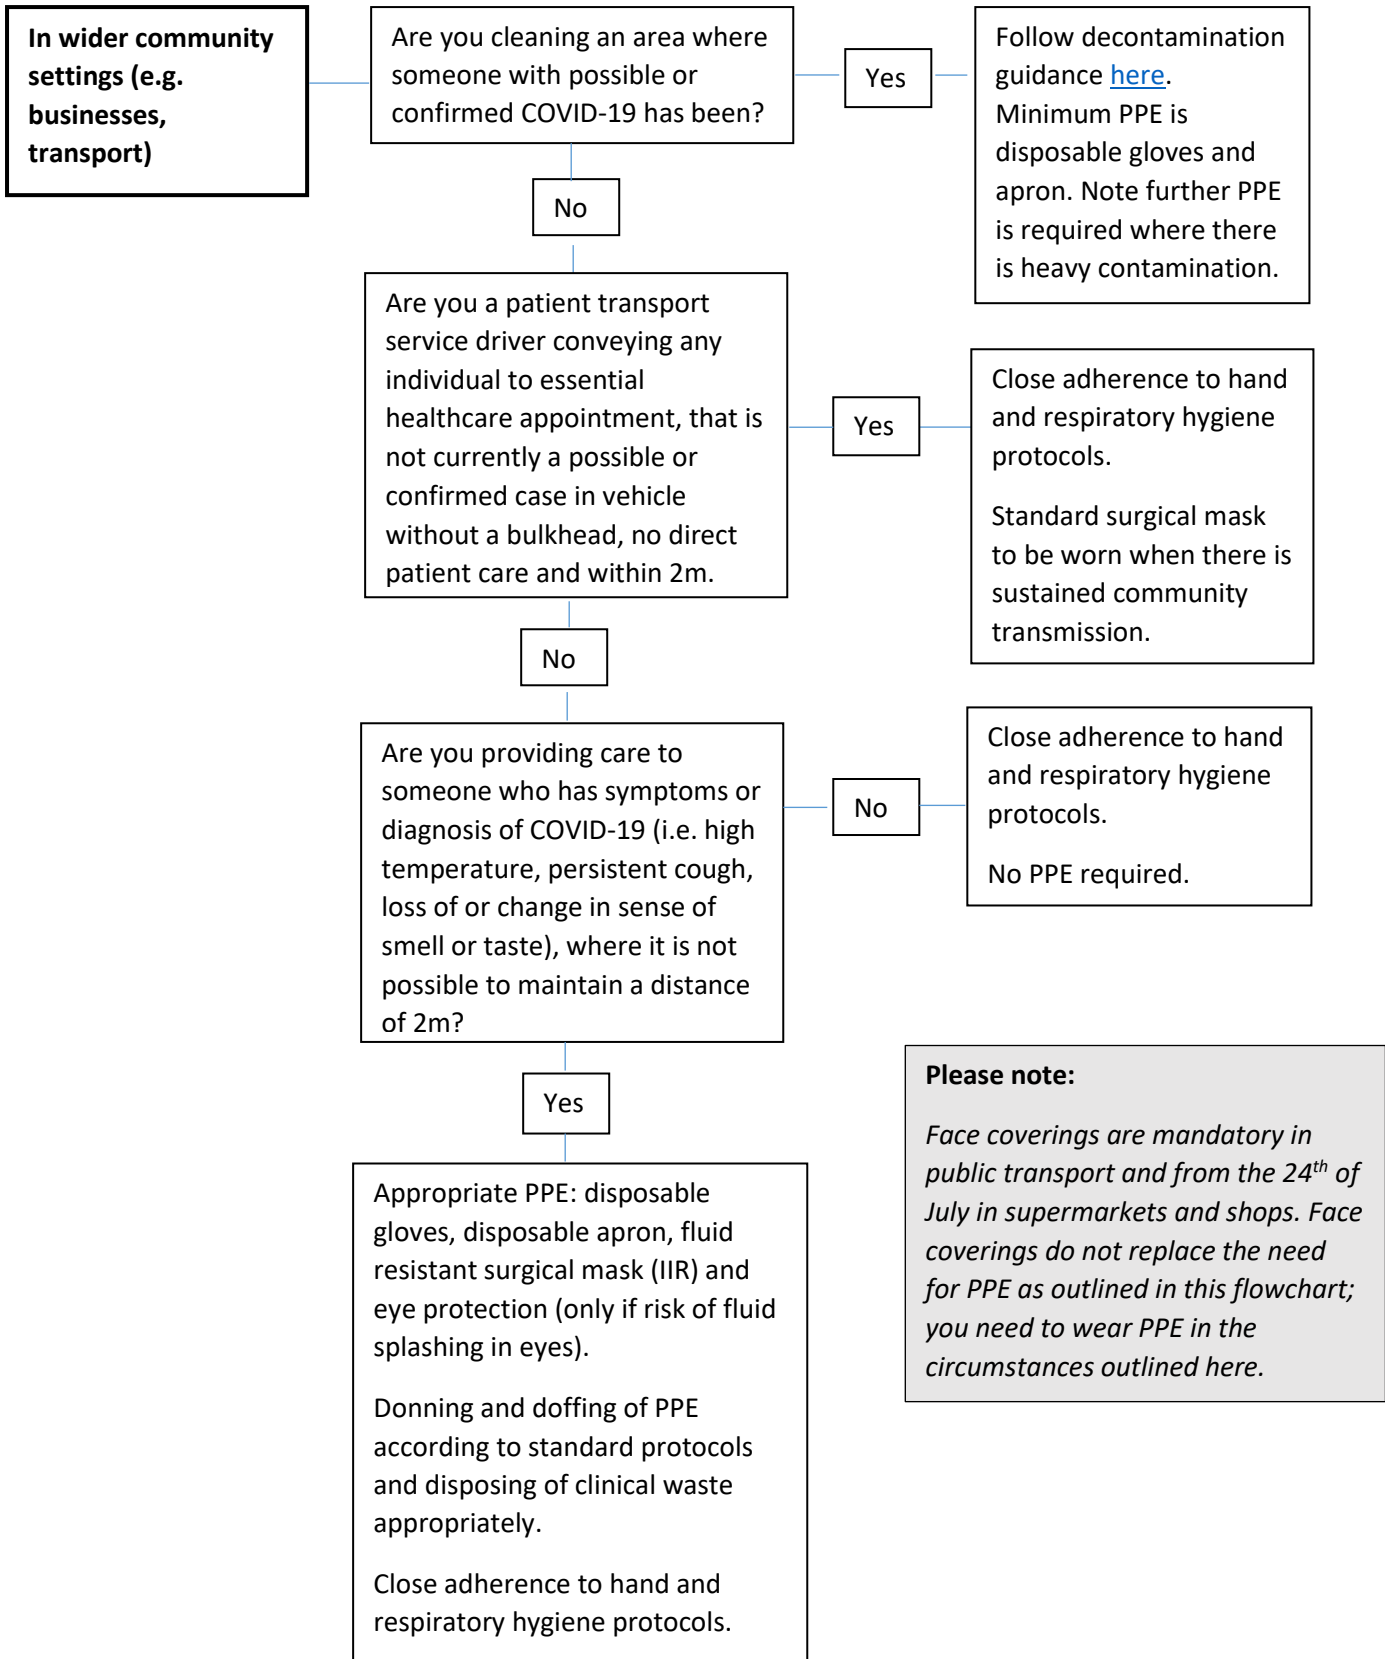 In wider community
settings (e.g.
businesses,
transport)
Are you cleaning an area where
someone with possible or
confirmed COVID-19 has been?
Yes
Follow decontamination
guidance here.
Minimum PPE is
disposable gloves and
apron. Note further PPE
is required where there
is heavy contamination.
No
Are you a patient transport
service driver conveying any
individual to essential
healthcare appointment, that is
not currently a possible or
confirmed case in vehicle
without a bulkhead, no direct
patient care and within 2m.
Yes
Close adherence to hand
and respiratory hygiene
protocols.
Standard surgical mask
to be worn when there is
sustained community
transmission.
No
Are you providing care to
someone who has symptoms or
diagnosis of COVID-19 (i.e. high
temperature, persistent cough,
loss of or change in sense of
smell or taste), where it is not
possible to maintain a distance
of 2m?
No
Close adherence to hand
and respiratory hygiene
protocols.
No PPE required.
Yes
Appropriate PPE: disposable
gloves, disposable apron, fluid
resistant surgical mask (IIR) and
eye protection (only if risk of fluid
splashing in eyes).
Donning and doffing of PPE
according to standard protocols
and disposing of clinical waste
appropriately.
Close adherence to hand and
respiratory hygiene protocols.
Please note:
Face coverings are mandatory in
public transport and from the 24th of
July in supermarkets and shops. Face
coverings do not replace the need
for PPE as outlined in this flowchart;
you need to wear PPE in the
circumstances outlined here.